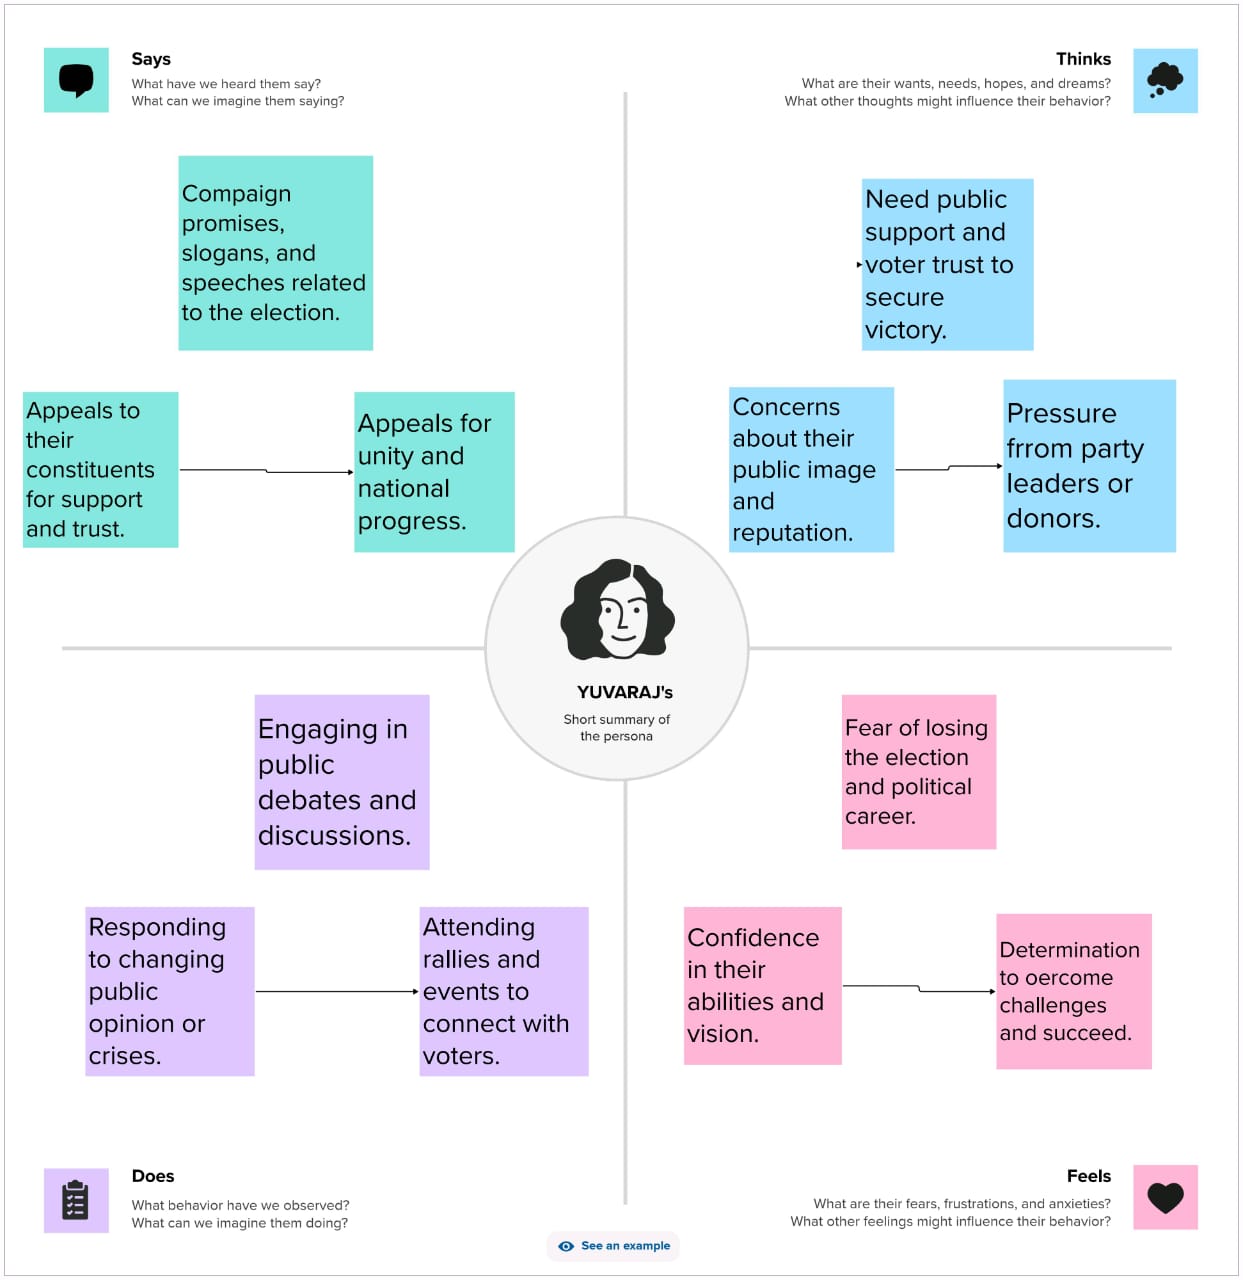 Says
What have we heard them say?
What can we imagine them saying?
Thinks
What are their wants, needs, hopes, and dreams?
What other thoughts might influence their behavior?
Compaign
promises,
slogans, and
speeches related
to the election.
Appeals to
their
constituents
for support
and trust.
Appeals for
unity and
national
progress.
Need public
support and
voter trust to
secure
victory.
Concerns
about their
public image
and
reputation.
Pressure
frrom party
leaders or
donors.
YUVARAJ's
Short summary of
the persona
Engaging in
public
debates and
discussions.
Responding
to changing
public
opinion or
crises.
Attending
rallies and
events to
connect with
voters.
Fear of losing
the election
and political
career.
Confidence
in their
abilities and
vision.
Determination
to oercome
challenges
and succeed.
Does
What behavior have we observed?
What can we imagine them doing?
Feels
What are their fears, frustrations, and anxieties?
What other feelings might influence their behavior?
See an example